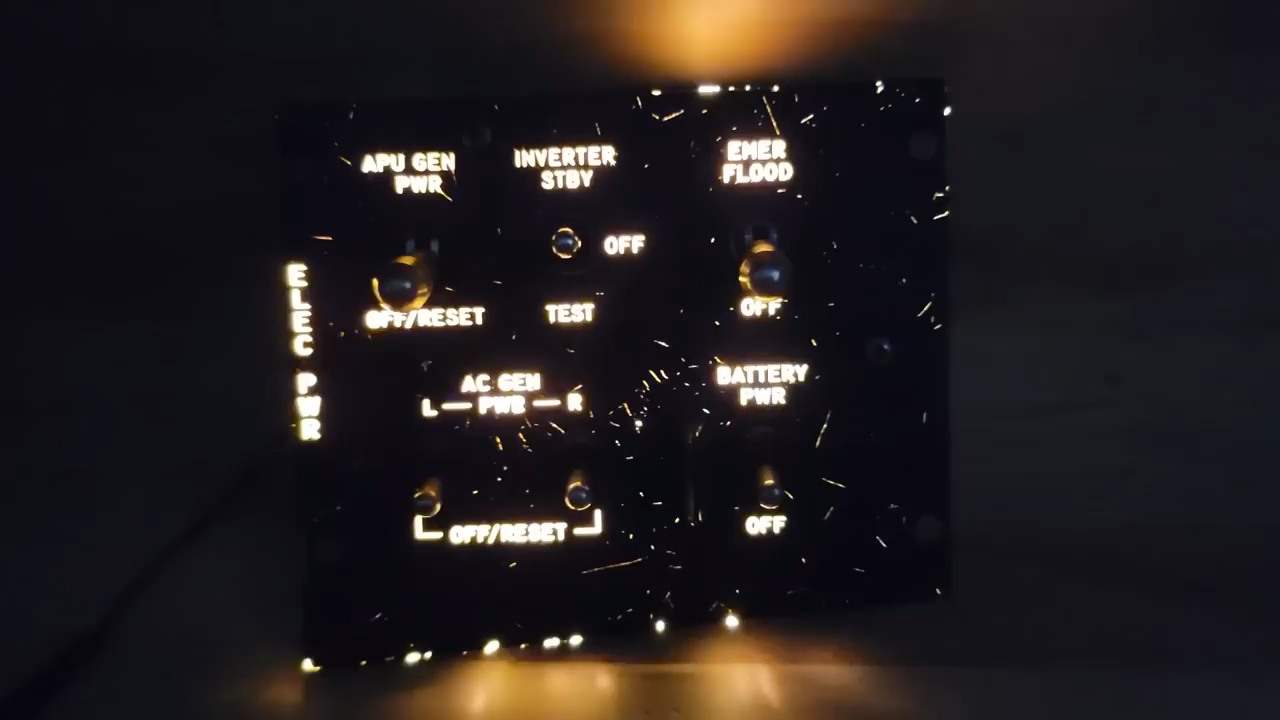 APU GEN
PWR
INVERTER
STBY
EMER
FLOOD
OFF
OFF/RESET
TEST
OFF
ELEC PWR
AC GEN
L PWR R
BATTERY
PWR
OFF/RESET
OFF